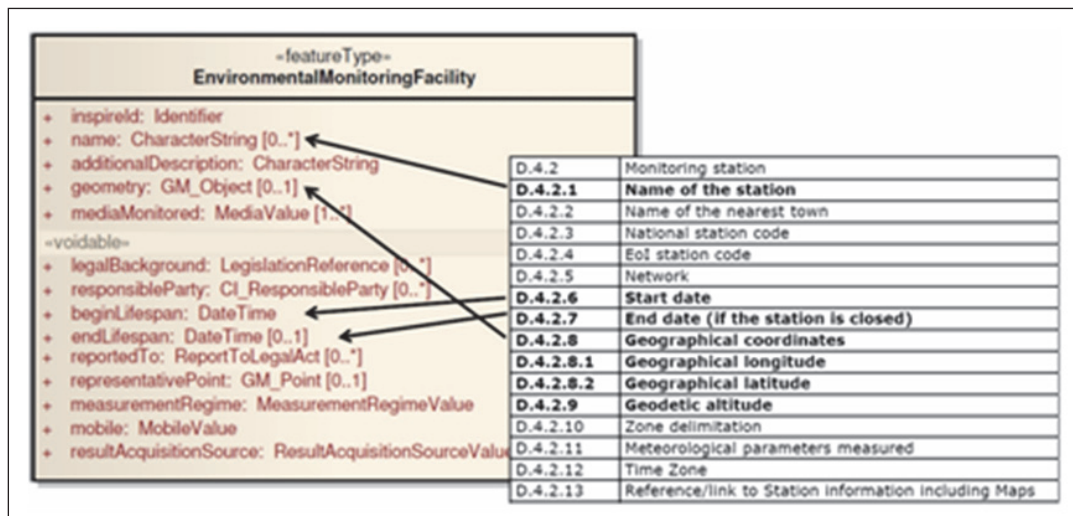 «featureType»
EnvironmentalMonitoringFacility
+ inspireId: Identifier
+ name: CharacterString [0..*]
+ additionalDescription: CharacterString
+ geometry: GM_Object [0..1]
+ mediaMonitored: MediaValue [1..*]
«voidable»
+ legalBackground: LegislationReference [0..*]
+ responsibleParty: CI_ResponsibleParty [0..*]
+ beginLifespan: DateTime
+ endLifespan: DateTime [0..1]
+ reportedTo: ReportToLegalAct [0..*]
+ representativePoint: GM_Point [0..1]
+ measurementRegime: MeasurementRegimeValue
+ mobile: MobileValue
+ resultAcquisitionSource: ResultAcquisitionSourceValue
D.4.2 Monitoring station
D.4.2.1 Name of the station
D.4.2.2 Name of the nearest town
D.4.2.3 National station code
D.4.2.4 EoI station code
D.4.2.5 Network
D.4.2.6 Start date
D.4.2.7 End date (if the station is closed)
D.4.2.8 Geographical coordinates
D.4.2.8.1 Geographical longitude
D.4.2.8.2 Geographical latitude
D.4.2.9 Geodetic altitude
D.4.2.10 Zone delimitation
D.4.2.11 Meteorological parameters measured
D.4.2.12 Time Zone
D.4.2.13 Reference/link to Station information including Maps